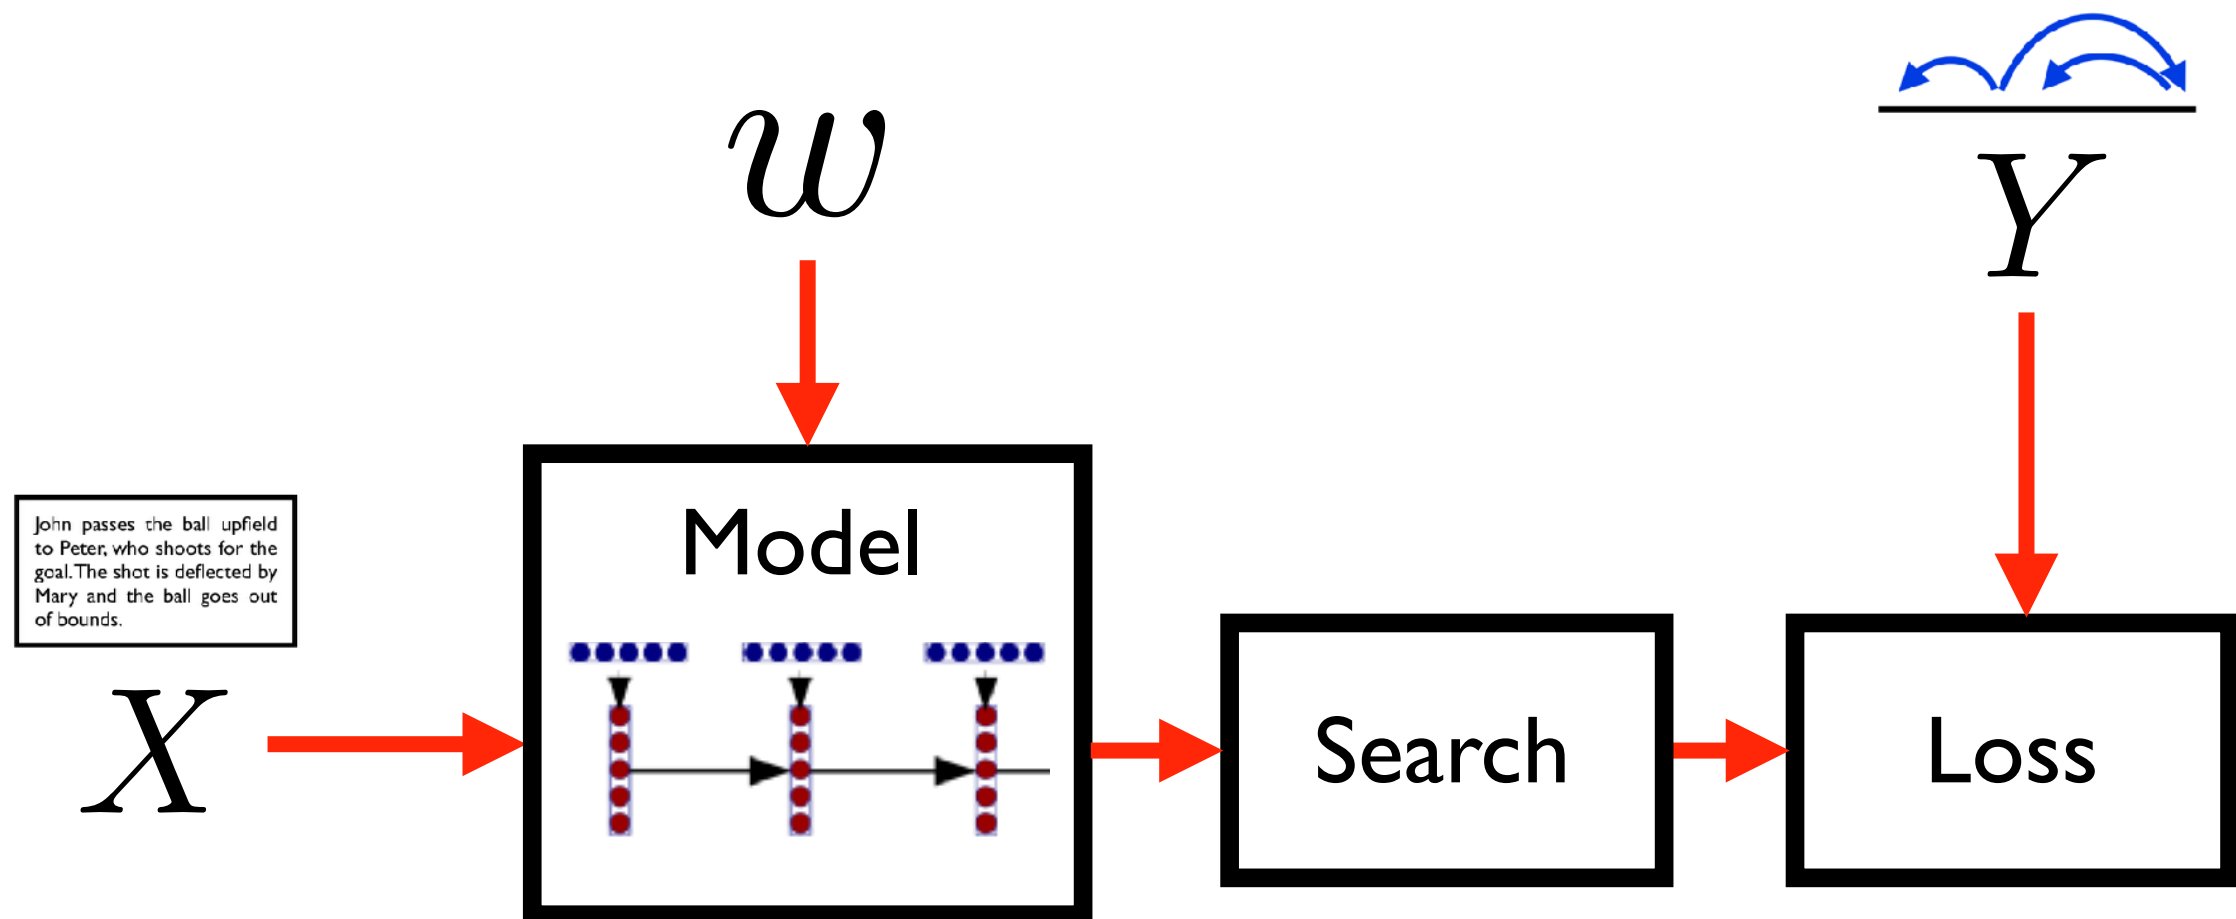 w
Y
John passes the ball upfield
to Peter, who shoots for the
goal. The shot is deflected by
Mary and the ball goes out
of bounds.
X
Model
Search
Loss